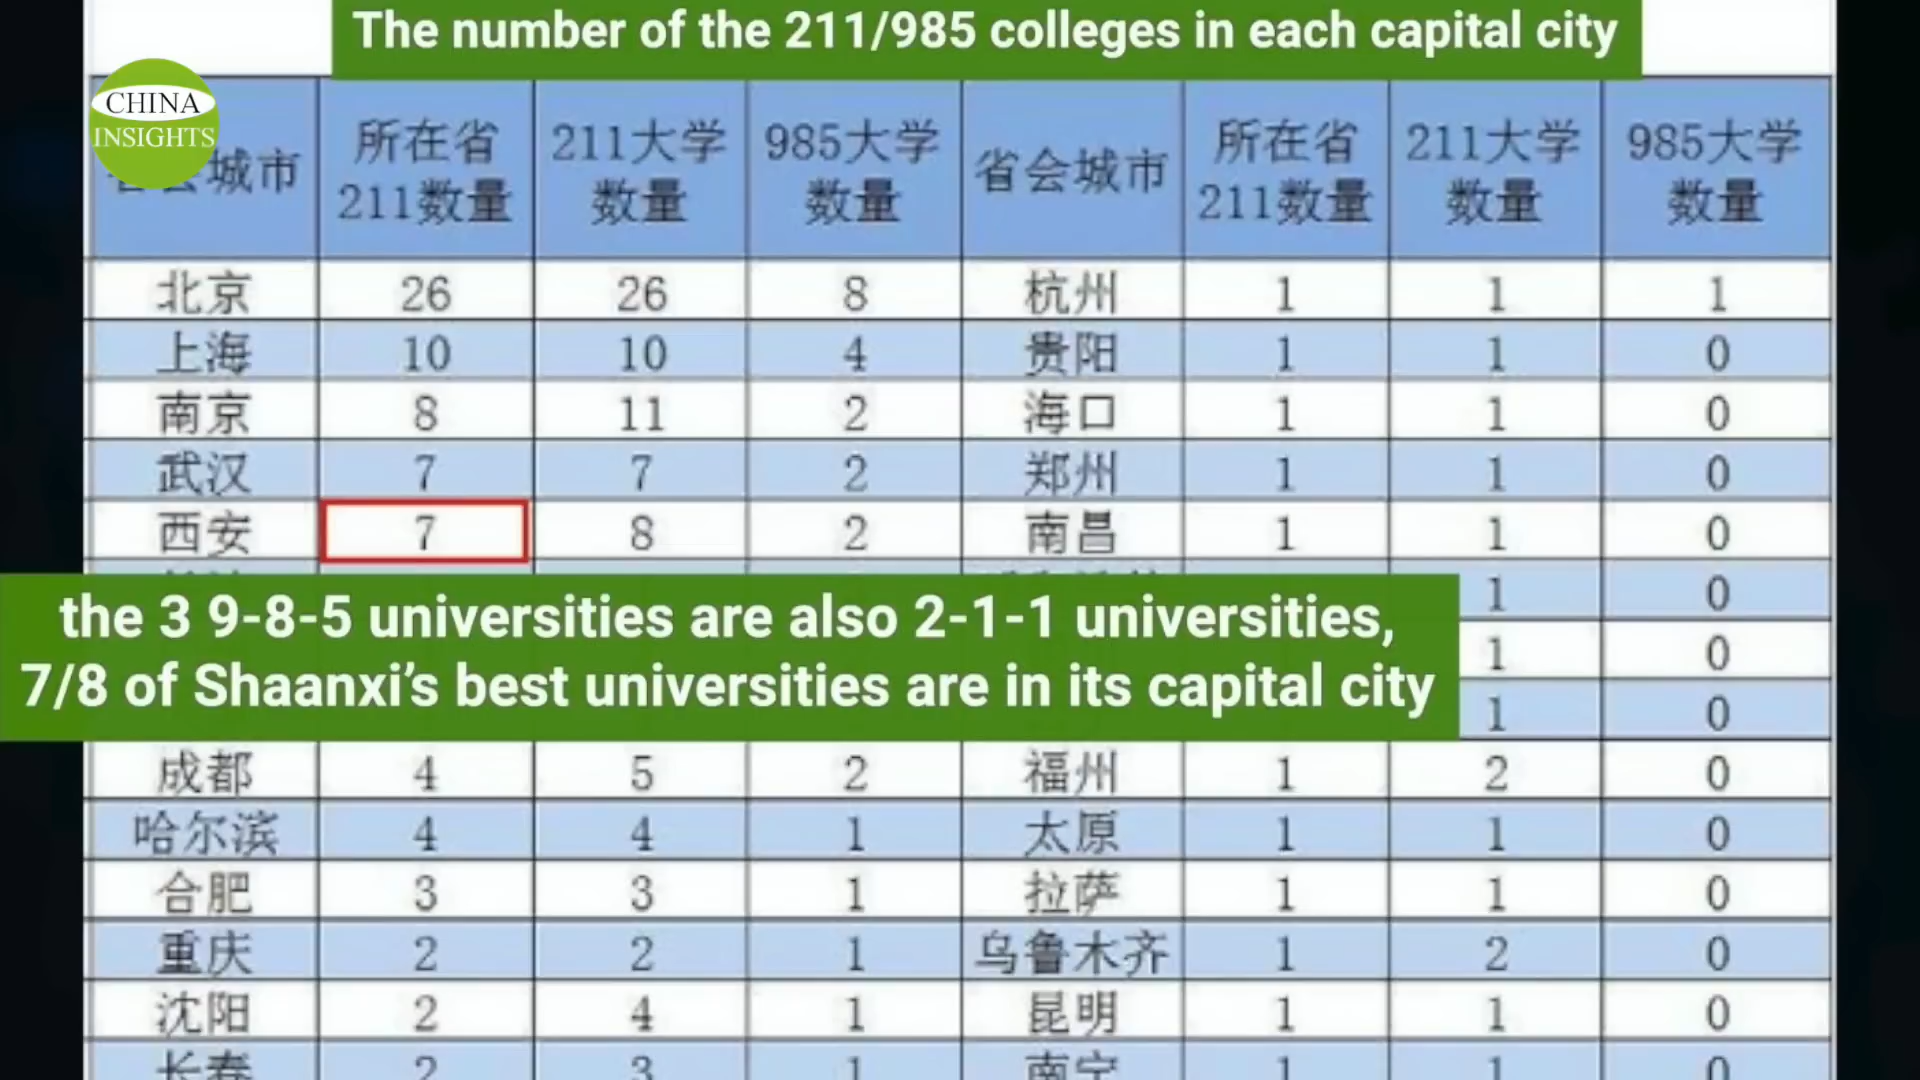 The number of the 211/985 colleges in each capital city
CHINA
INSIGHTS
城市 所在省 211数量 211大学 数量 985大学 数量 省会城市 所在省 211数量 211大学 数量 985大学 数量
北京 26 26 8 杭州 1 1 1
上海 10 10 4 贵阳 1 1 0
南京 8 11 2 海口 1 1 0
武汉 7 7 2 郑州 1 1 0
西安 7 8 2 南昌 1 1 0
1 0
the 3 9-8-5 universities are also 2-1-1 universities,
1 0
7/8 of Shaanxi’s best universities are in its capital city
1 0
成都 4 5 2 福州 1 2 0
哈尔滨 4 4 1 太原 1 1 0
合肥 3 3 1 拉萨 1 1 0
重庆 2 2 1 乌鲁木齐 1 2 0
沈阳 2 4 1 昆明 1 1 0
长春 2 3 1 南宁 1 1 0